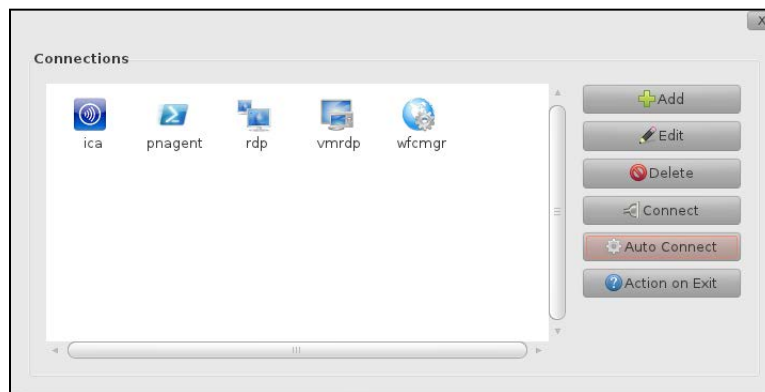 X
Connections
ica pnagent rdp vmrdp wfcmgr
Add
Edit
Delete
Connect
Auto Connect
Action on Exit